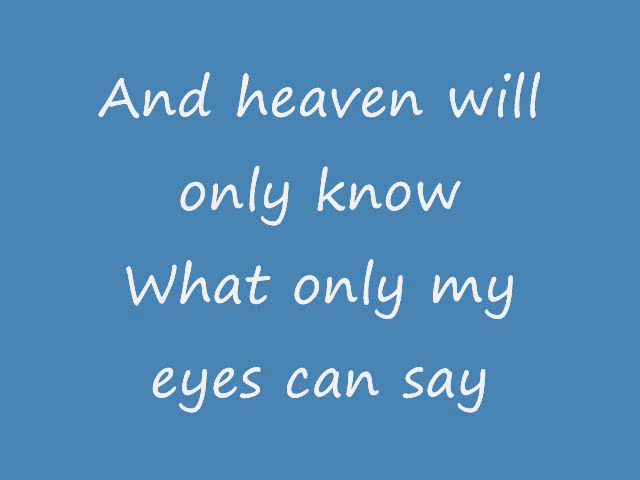 And heaven will
only know
What only my
eyes can say